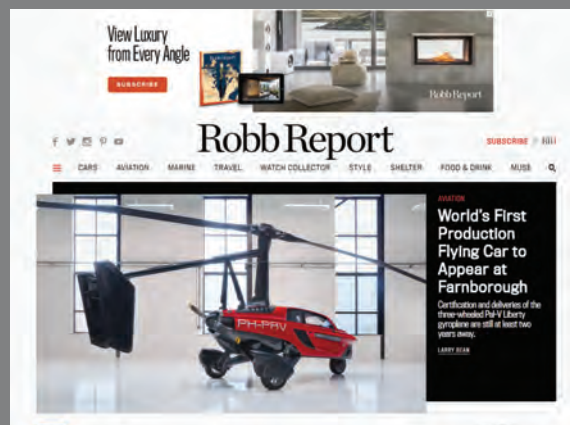 View Luxury
from Every Angle
SUBSCRIBE
Robb Report
Robb Report
SUBSCRIBE
CARS AVIATION MARINE TRAVEL WATCH COLLECTOR STYLE SHELTER FOOD & DRINK MUSE
AVIATION
World's First
Production
Flying Car to
Appear at
Farnborough
Certification and deliveries of the
three-wheeled Pal-V Liberty
gyroplane are still at least two
years away.
LARRY BEAN
PH-PAV